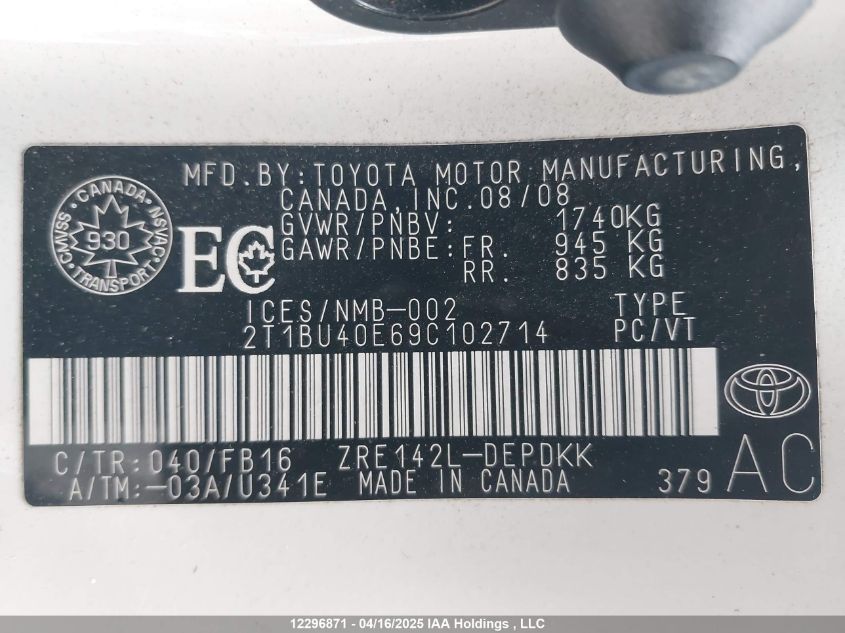 MFD.BY:TOYOTA MOTOR MANUFACTURING,
CANADA,INC.08/08
GVWR/PNBV: 1740KG
GAWR/PNBE:FR. 945 KG
RR. 835 KG
CANADA
CMVSS 930 NSVAC
TRANSPORT
EC
ICES/NMB-002 TYPE
2T1BU40E69C102714 PC/VT
C/TR:040/FB16 ZRE142L-DEPDKK
A/TM:-03A/U341E MADE IN CANADA 379 AC
12296871 - 04/16/2025 IAA Holdings , LLC